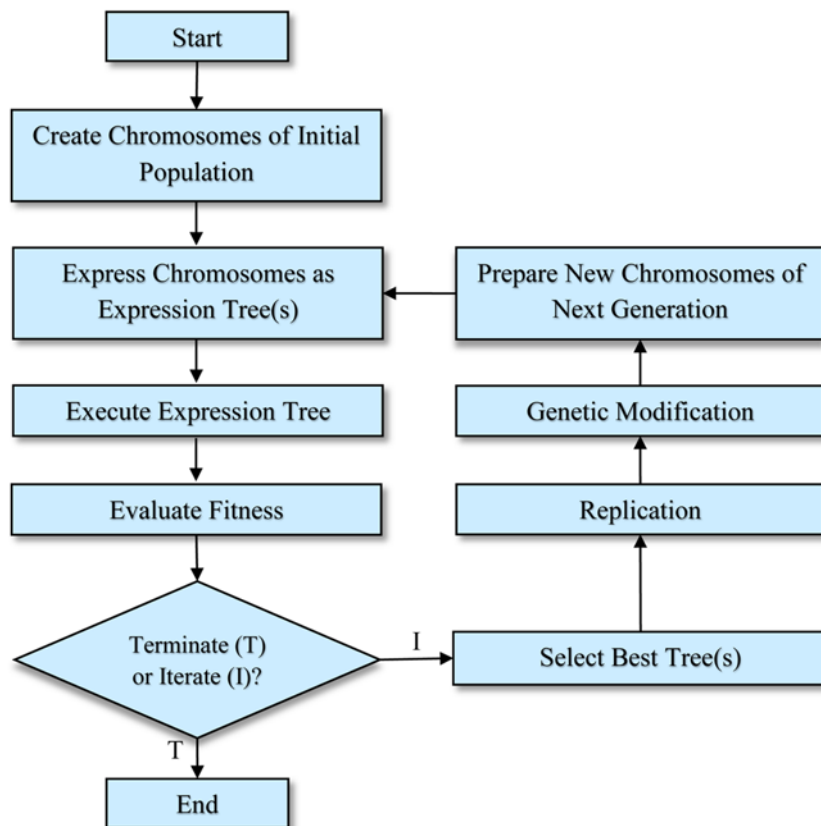 Start
Create Chromosomes of Initial
Population
Express Chromosomes as
Expression Tree(s)
Prepare New Chromosomes of
Next Generation
Execute Expression Tree
Genetic Modification
Evaluate Fitness
Replication
Terminate (T)
or Iterate (I)?
I
Select Best Tree(s)
T
End